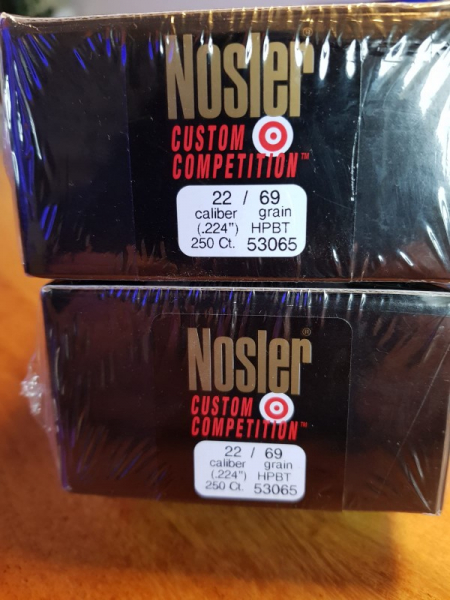 Nosler®
CUSTOM
COMPETITION™
22 / 69
caliber grain
(.224") HPBT
250 Ct. 53065
Nosler®
CUSTOM
COMPETITION™
22 / 69
caliber grain
(.224") HPBT
250 Ct. 53065